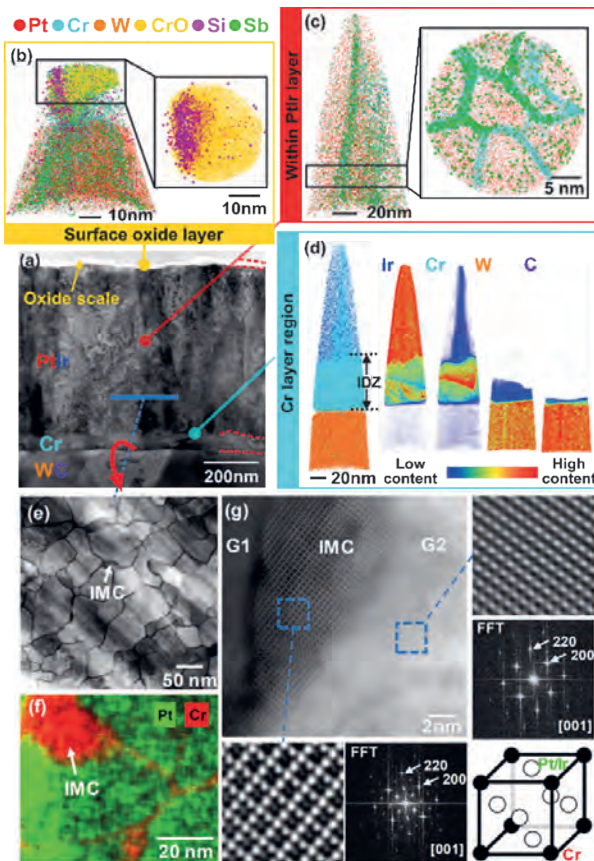 Pt Cr W CrO Si Sb
(b)
10nm
10nm
Surface oxide layer
(c)
Within PtIr layer
20nm
5 nm
(a)
Oxide scale
PtIr
Cr
WC
200nm
(d)
Cr layer region
Ir Cr W C
IDZ
20nm
Low content
High content
(e)
IMC
50 nm
(f)
Pt Cr
IMC
20 nm
(g)
G1 IMC G2
2nm
FFT
220
200
[001]
FFT
220
200
[001]
Pt/Ir
Cr